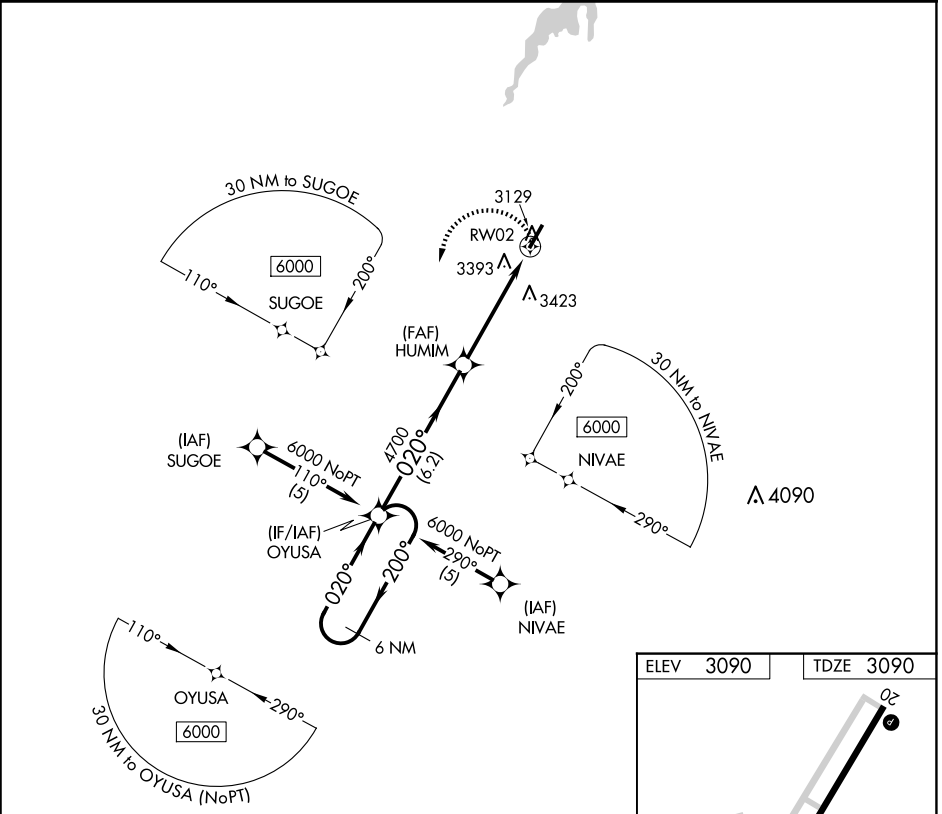 30 NM to SUGOE
6000
110°
200°
SUGOE
3129
RW02
3393
3423
(FAF)
HUMIM
30 NM to NIVAE
200°
6000
NIVAE
290°
4090
(IAF)
SUGOE
6000 NoPT
110°
(5)
4700
020°
(6.2)
(IF/IAF)
OYUSA
6000 NoPT
290°
(5)
(IAF)
NIVAE
020°
200°
6 NM
110°
OYUSA
290°
6000
30 NM to OYUSA (NoPT)
ELEV 3090
TDZE 3090
20
P